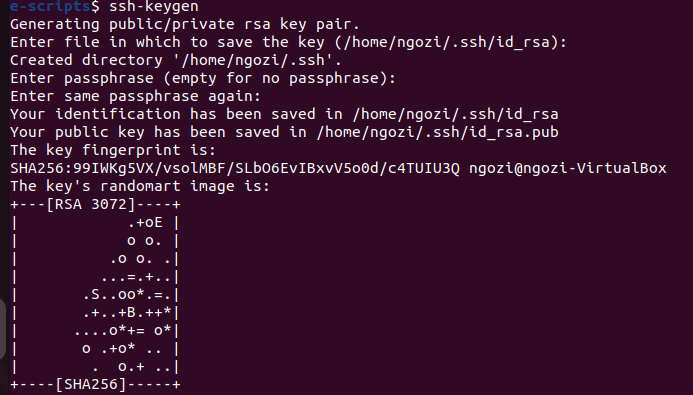 e-scripts$ ssh-keygen
Generating public/private rsa key pair.
Enter file in which to save the key (/home/ngozi/.ssh/id_rsa):
Created directory '/home/ngozi/.ssh'.
Enter passphrase (empty for no passphrase):
Enter same passphrase again:
Your identification has been saved in /home/ngozi/.ssh/id_rsa
Your public key has been saved in /home/ngozi/.ssh/id_rsa.pub
The key fingerprint is:
SHA256:99IWKg5VX/vsolMBF/SLbO6EvIBxvV5o0d/c4TUIU3Q ngozi@ngozi-VirtualBox
The key's randomart image is:
+---[RSA 3072]----+
|             .+oE |
|             o o. |
|           .o o. .|
|          ...=.+..|
|        .S..oo*.=.|
|        .+..+B.++*|
|       ....o*+= o*|
|        o .+o* .. |
|         .  o.+ ..|
+----[SHA256]-----+